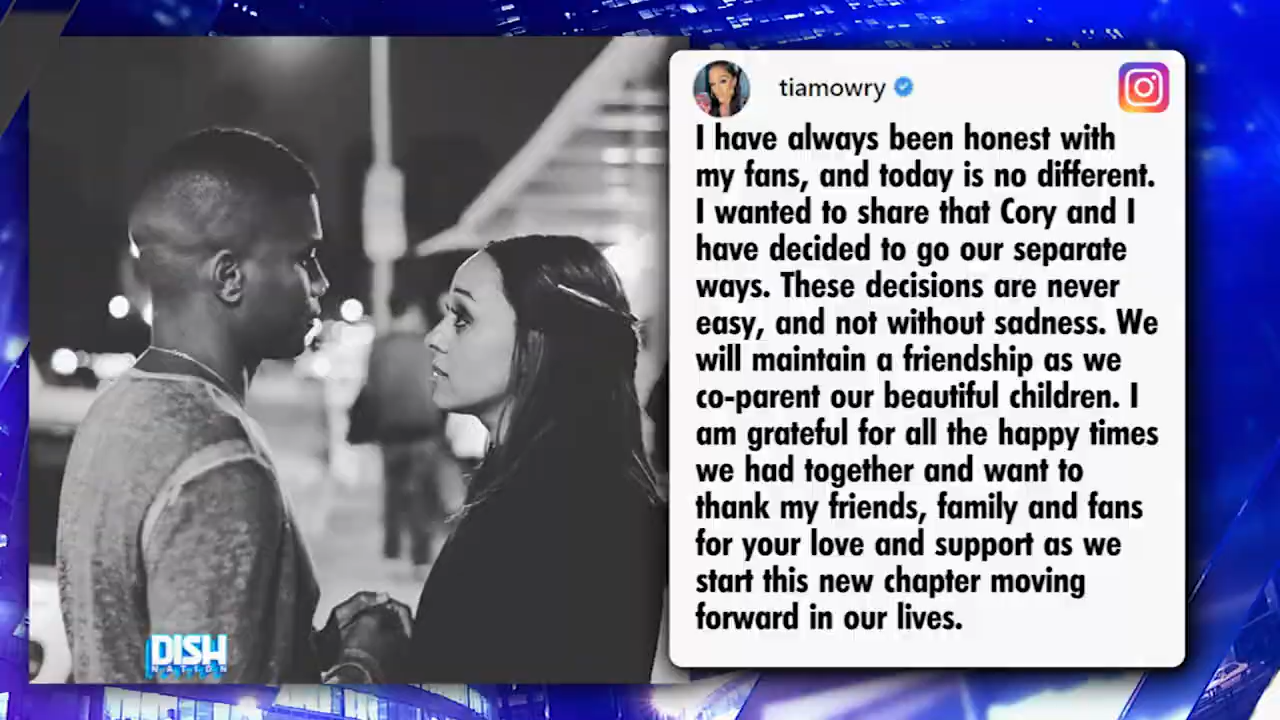 tiamowry
I have always been honest with
my fans, and today is no different.
I wanted to share that Cory and I
have decided to go our separate
ways. These decisions are never
easy, and not without sadness. We
will maintain a friendship as we
co-parent our beautiful children. I
am grateful for all the happy times
we had together and want to
thank my friends, family and fans
for your love and support as we
start this new chapter moving
forward in our lives.
DISH
NATION